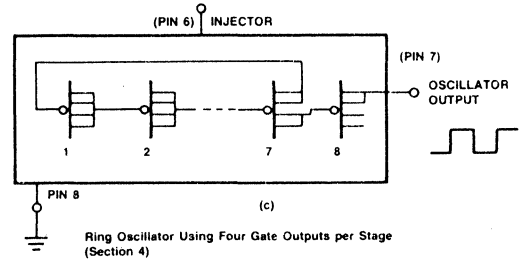 (PIN 6) INJECTOR
(PIN 7)
OSCILLATOR
OUTPUT
1 2 7 8
PIN 8
(c)
Ring Oscillator Using Four Gate Outputs per Stage
(Section 4)